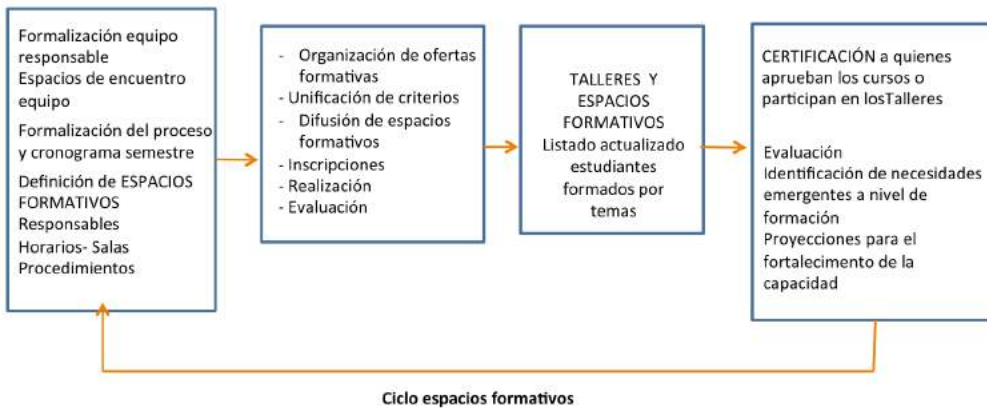 Formalización equipo
responsable
Espacios de encuentro
equipo
Formalización del proceso
y cronograma semestre
Definición de ESPACIOS
FORMATIVOS
Responsables
Horarios- Salas
Procedimientos
- Organización de ofertas
formativas
- Unificación de criterios
- Difusión de espacios
formativos
- Inscripciones
- Realización
- Evaluación
TALLERES Y
ESPACIOS
FORMATIVOS
Listado actualizado
estudiantes
formados por
temas
CERTIFICACIÓN a quienes
aprueban los cursos o
participan en losTalleres
Evaluación
Identificación de necesidades
emergentes a nivel de
formación
Proyecciones para el
fortalecimento de la
capacidad
Ciclo espacios formativos